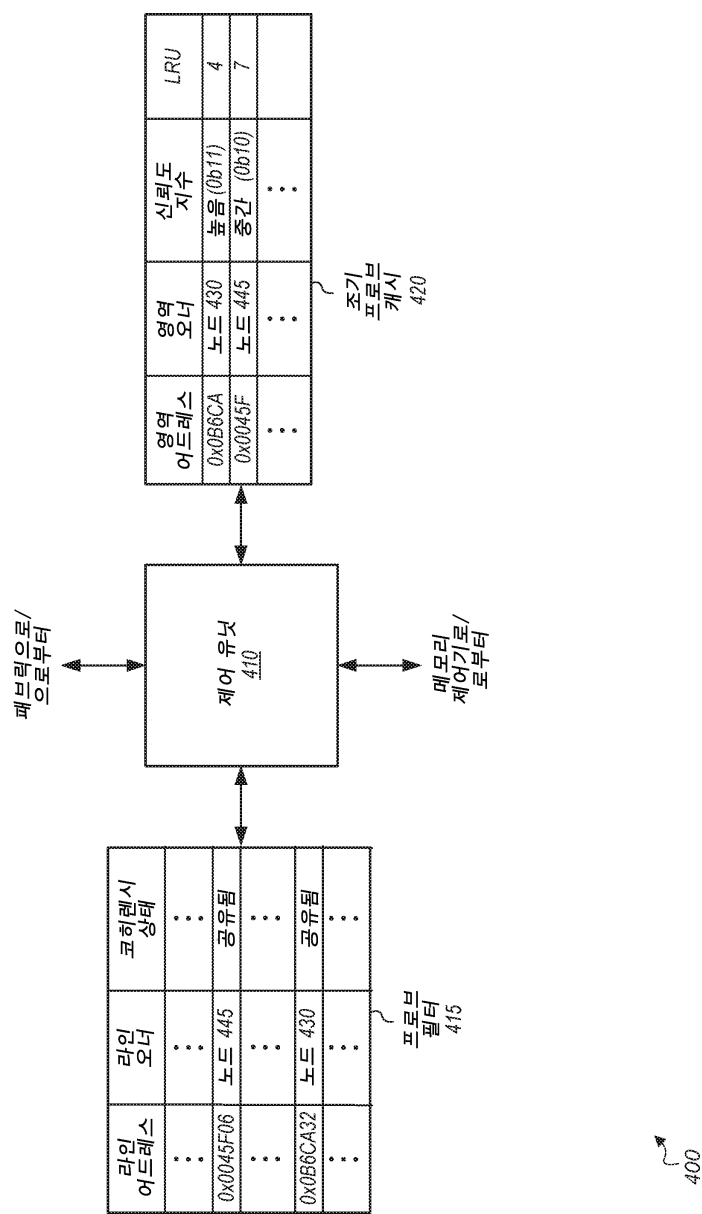 패브릭으로/
으로부터
라인
어드레스
라인
오너
코히렌시
상태
0x0045F06
노드 445
공유됨
0x0B6CA32
노드 430
공유됨
프로브
필터
415
제어 유닛
410
메모리
제어기로/
로부터
영역
어드레스
영역
오너
신뢰도
지수
LRU
0x0B6CA
노드 430
높음 (0b11)
4
0x0045F
노드 445
중간 (0b10)
7
조기
프로브
캐시
420
400